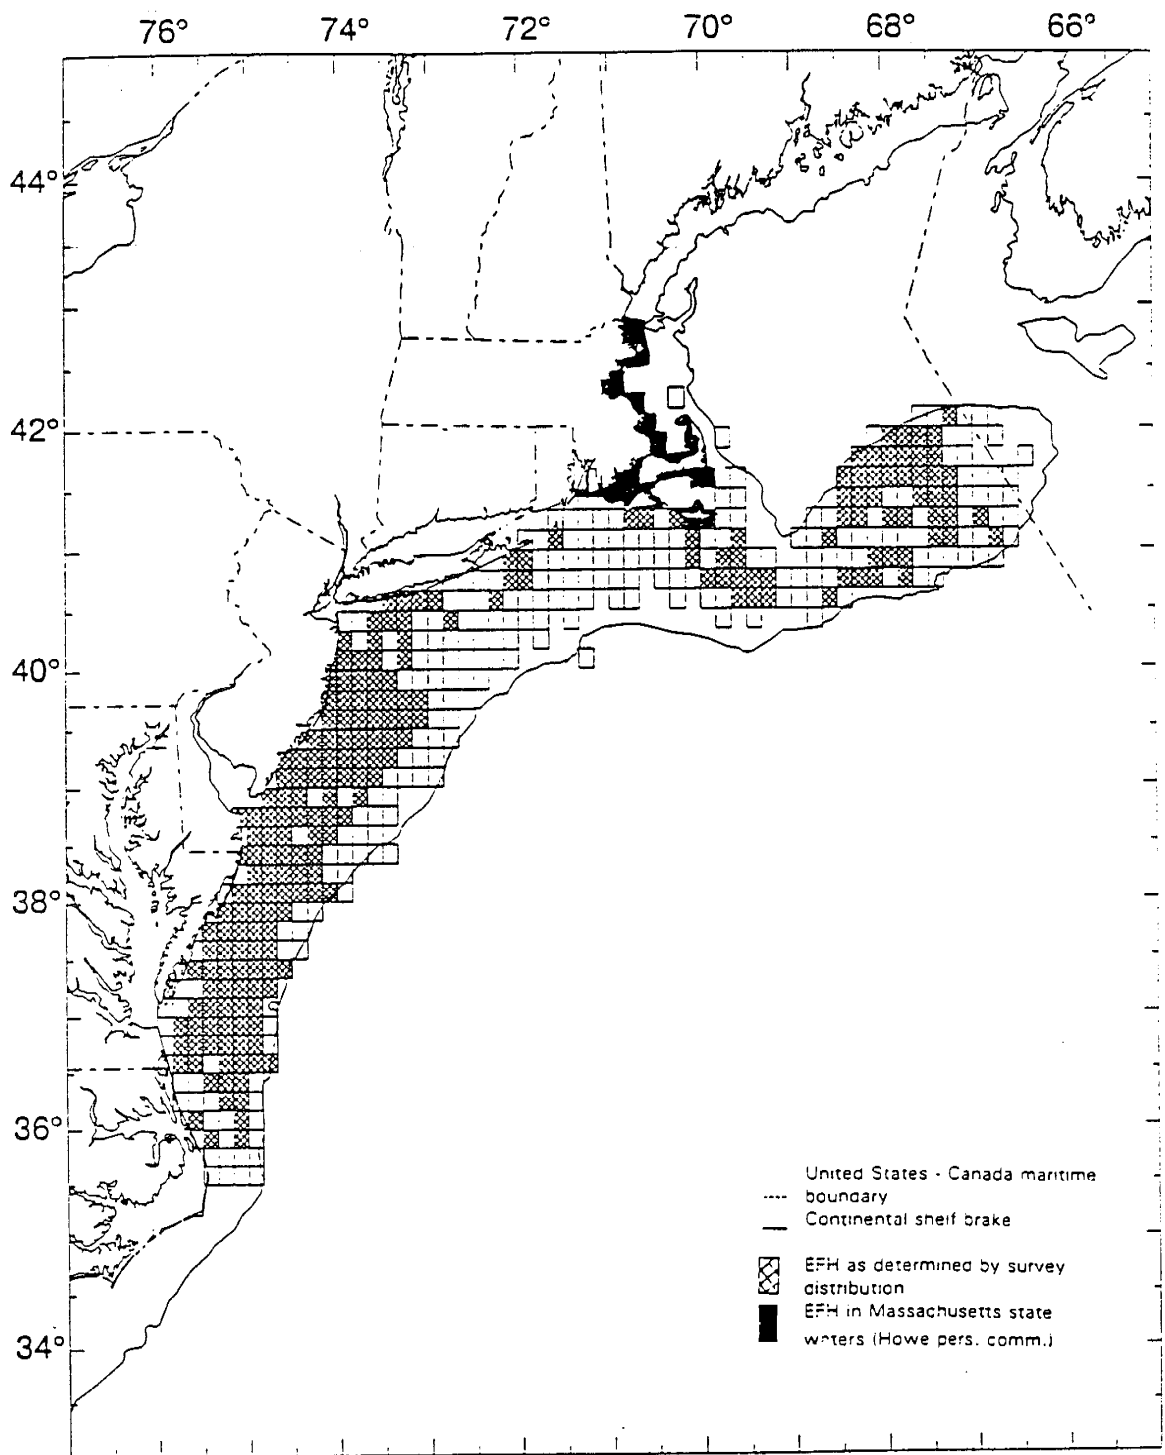 76° 74° 72° 70° 68° 66°
44°
42°
40°
38°
36°
34°
United States - Canada maritime
boundary
Continental shelf brake
EFH as determined by survey
distribution
EFH in Massachusetts state
waters (Howe pers. comm.)